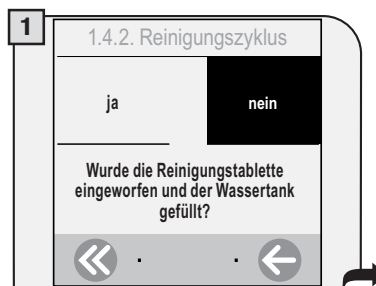 1
1.4.2. Reinigungszyklus
ja
nein
Wurde die Reinigungstablette
eingeworfen und der Wassertank
gefüllt?